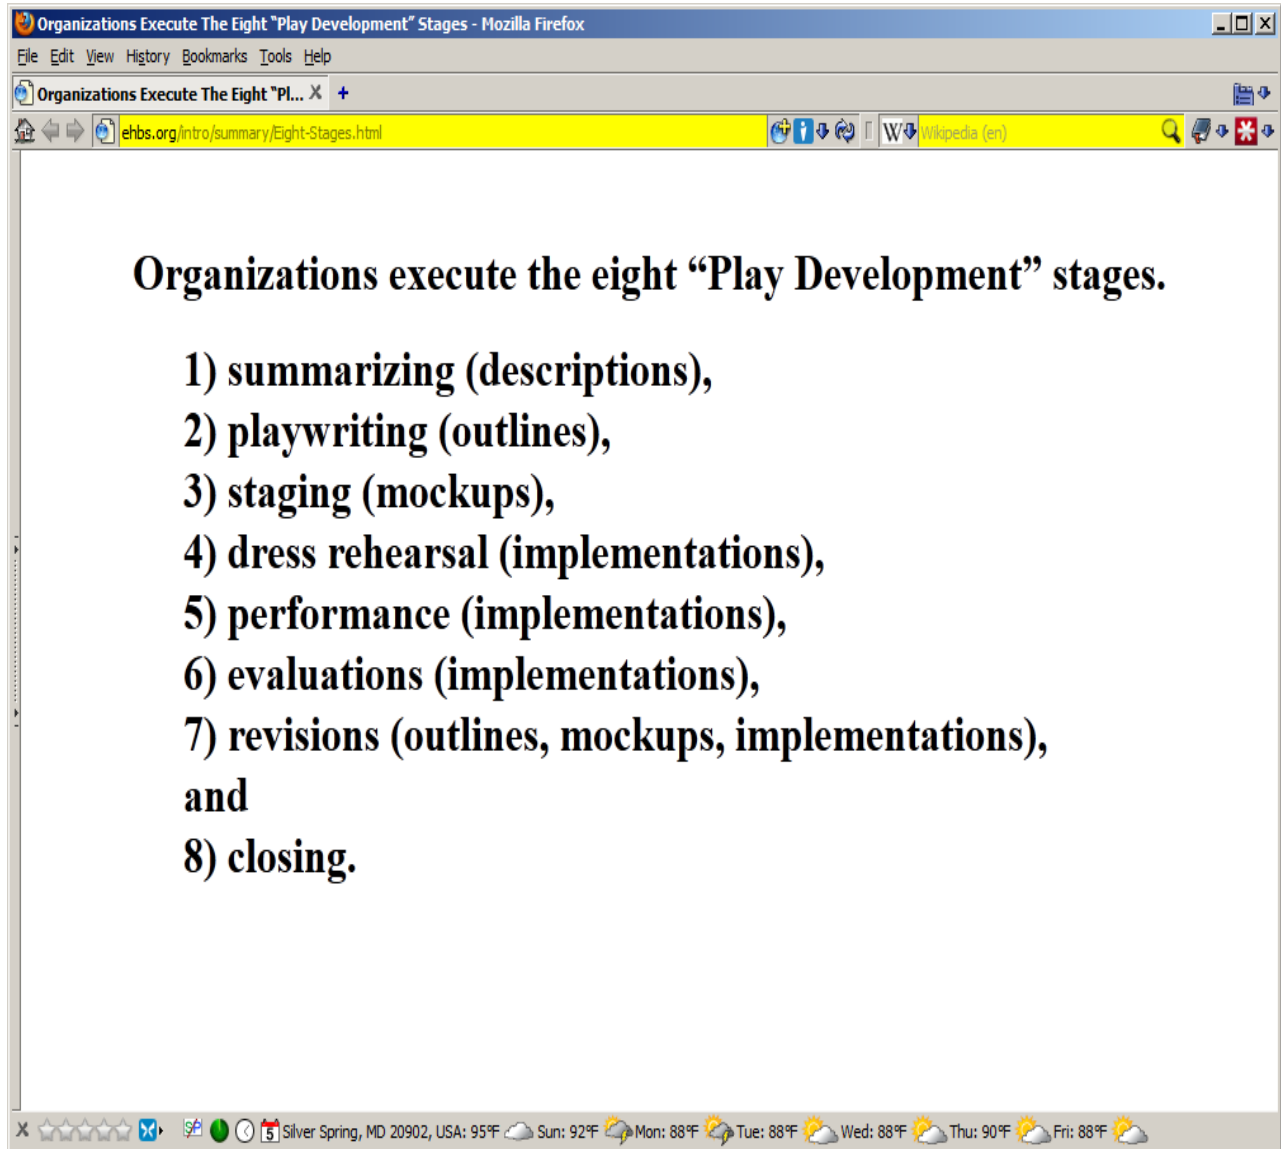 Organizations Execute The Eight “Play Development” Stages - Mozilla Firefox
File Edit View History Bookmarks Tools Help
Organizations Execute The Eight “Pl... X +
ehbs.org/intro/summary/Eight-Stages.html W Wikipedia (en)
Organizations execute the eight “Play Development” stages.
1) summarizing (descriptions),
2) playwriting (outlines),
3) staging (mockups),
4) dress rehearsal (implementations),
5) performance (implementations),
6) evaluations (implementations),
7) revisions (outlines, mockups, implementations),
and
8) closing.
X SP 5 Silver Spring, MD 20902, USA: 95°F Sun: 92°F Mon: 88°F Tue: 88°F Wed: 88°F Thu: 90°F Fri: 88°F